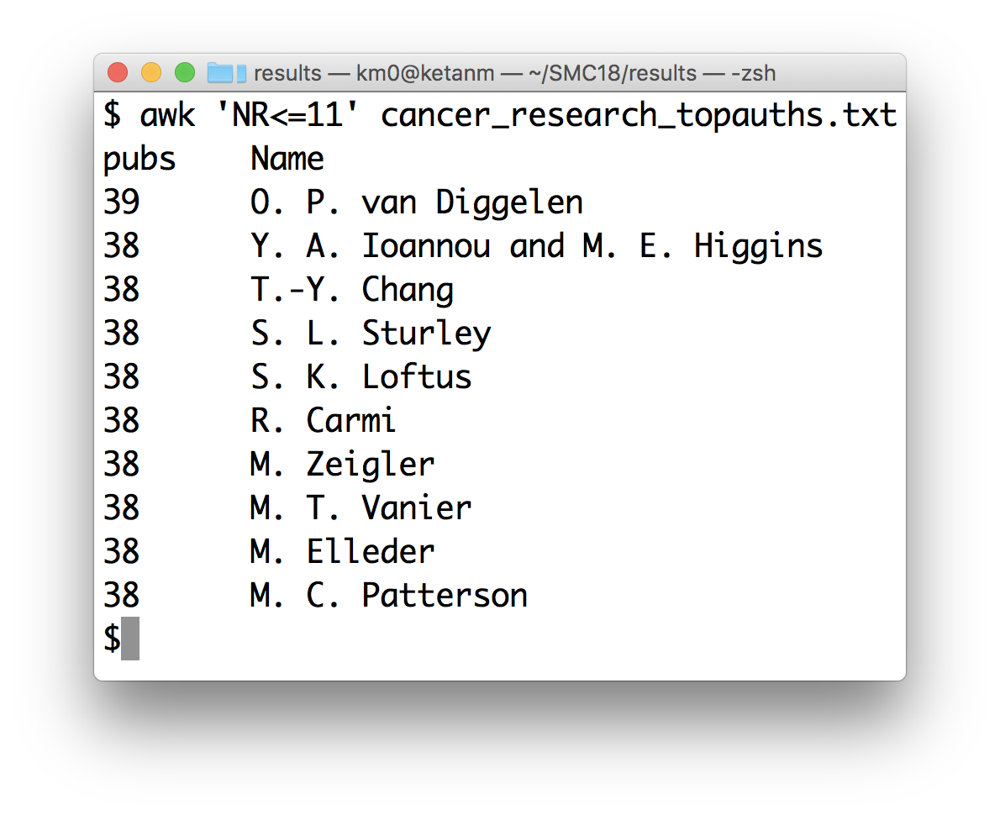 results — km0@ketanm — ~/SMC18/results — -zsh
$ awk 'NR<=11' cancer_research_topauths.txt
pubs    Name
39      O. P. van Diggelen
38      Y. A. Ioannou and M. E. Higgins
38      T.-Y. Chang
38      S. L. Sturley
38      S. K. Loftus
38      R. Carmi
38      M. Zeigler
38      M. T. Vanier
38      M. Elleder
38      M. C. Patterson
$